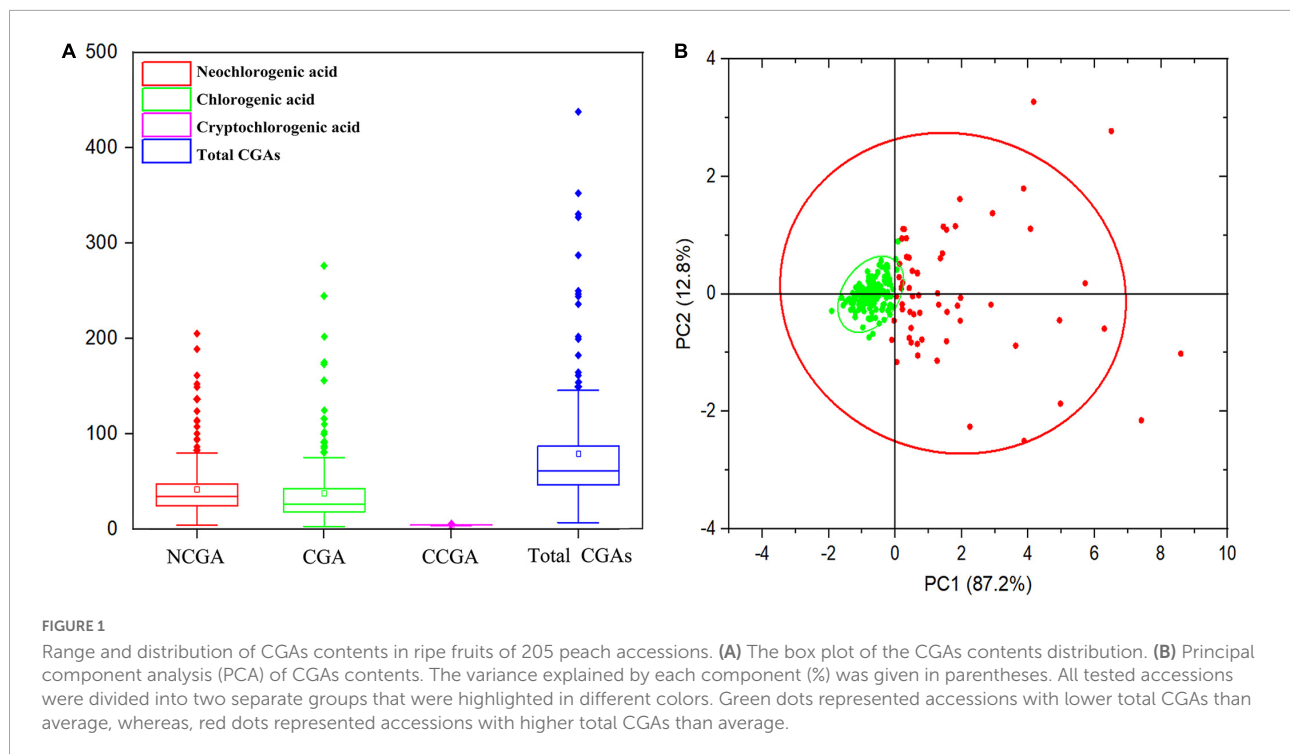 A
500
400
300
200
100
0
Neochlorogenic acid
Chlorogenic acid
Cryptochlorogenic acid
Total CGAs
NCGA
CGA
CCGA
Total CGAs
B
4
2
0
-2
-4
PC2 (12.8%)
-4
-2
0
2
4
6
8
10
PC1 (87.2%)
FIGURE 1
Range and distribution of CGAs contents in ripe fruits of 205 peach accessions. (A) The box plot of the CGAs contents distribution. (B) Principal
component analysis (PCA) of CGAs contents. The variance explained by each component (%) was given in parentheses. All tested accessions
were divided into two separate groups that were highlighted in different colors. Green dots represented accessions with lower total CGAs than
average, whereas, red dots represented accessions with higher total CGAs than average.